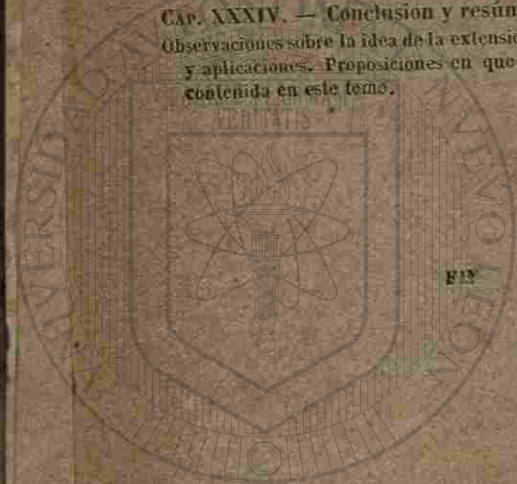 CAP. XXXIV. — Conclusion y resún
Observaciones sobre la idea de la extensio
y aplicaciones. Proposiciones en que
contenida en este tomo.
VERITATIS
FIN